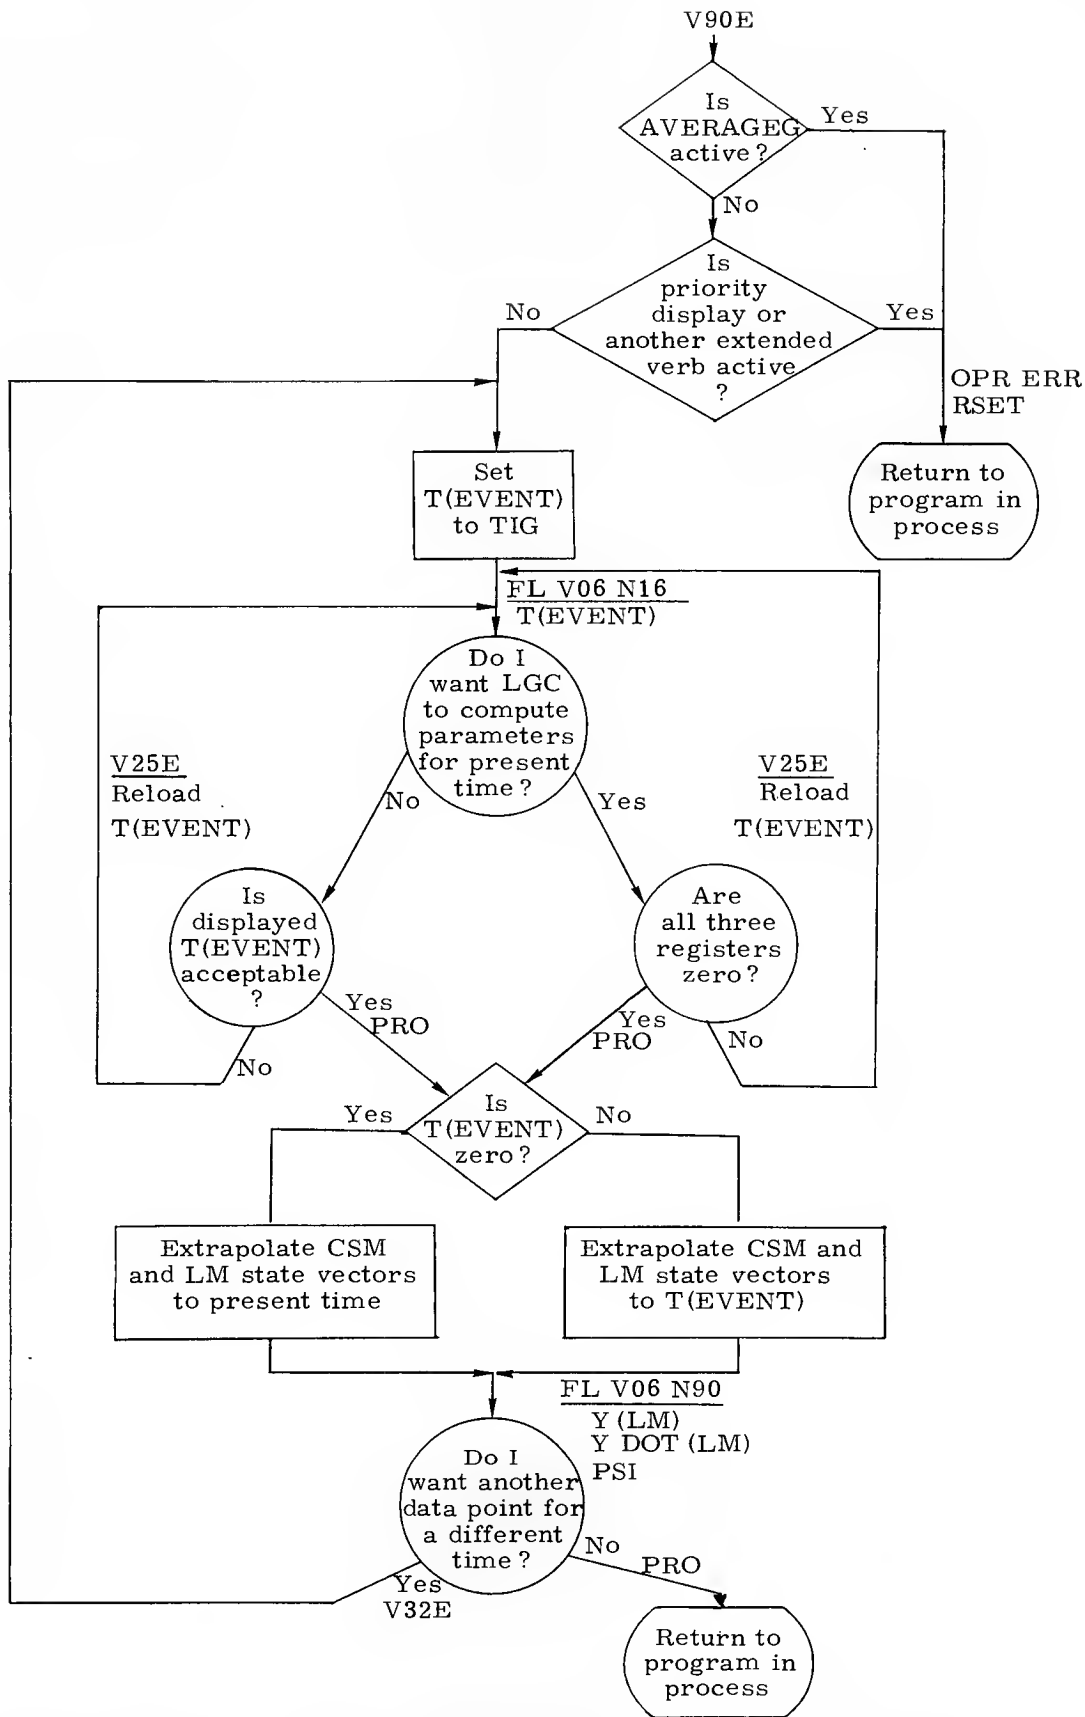 V90E
Is
AVERAGEG
active?
Yes
No
Is
priority
display or
another extended
verb active
?
No
Yes
OPR ERR
RSET
Return to
program in
process
Set
T(EVENT)
to TIG
FL V06 N16
T(EVENT)
Do I
want LGC
to compute
parameters
for present
time?
No
Yes
V25E
Reload
T(EVENT)
V25E
Reload
T(EVENT)
Is
displayed
T(EVENT)
acceptable
?
Yes
PRO
No
Are
all three
registers
zero?
Yes
PRO
No
Is
T(EVENT)
zero?
Yes
No
Extrapolate CSM
and LM state vectors
to present time
Extrapolate CSM and
LM state vectors
to T(EVENT)
FL V06 N90
Y (LM)
Y DOT (LM)
PSI
Do I
want another
data point for
a different
time?
No
PRO
Yes
V32E
Return to
program in
process